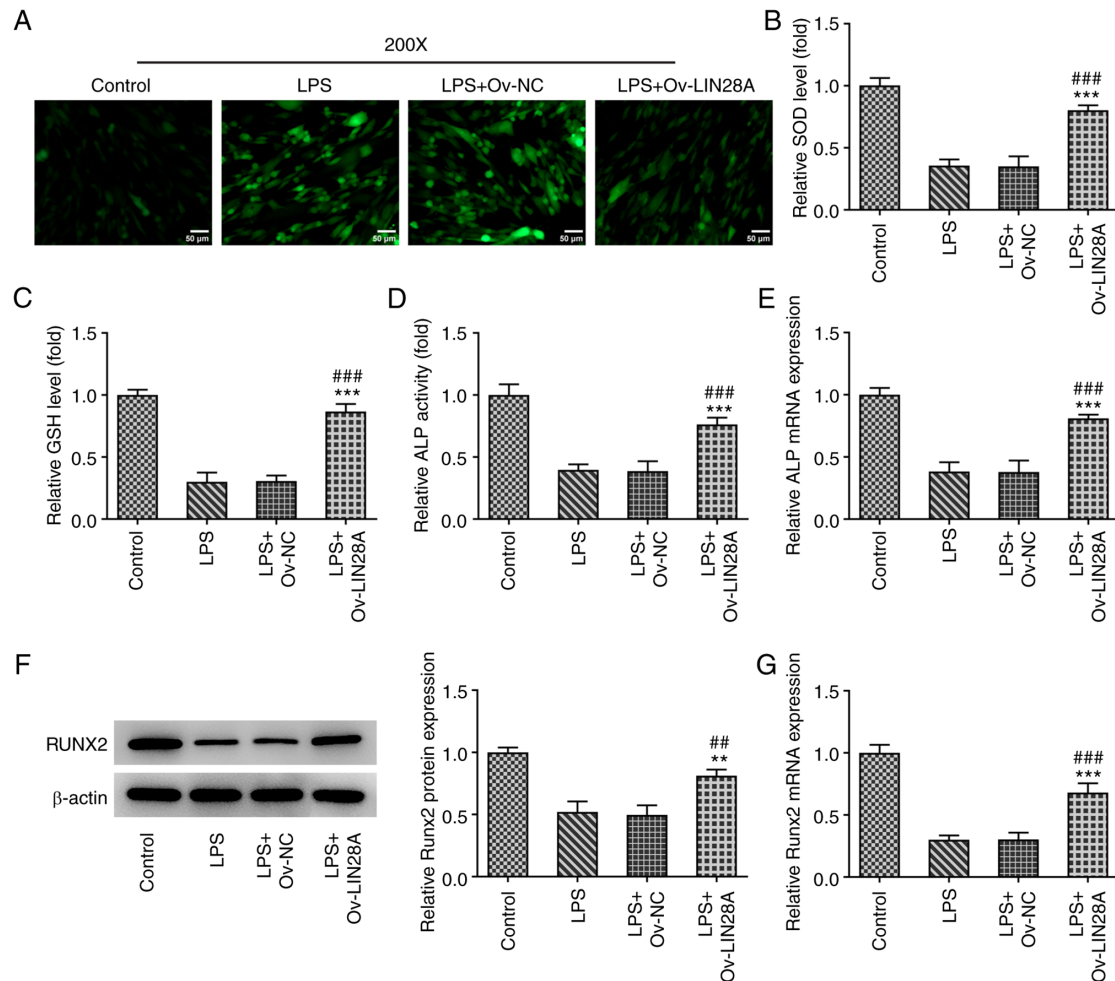 A
200X
Control
LPS
LPS+Ov-NC
LPS+Ov-LIN28A
50 µm
50 µm
50 µm
50 µm
B
Relative SOD level (fold)
1.5
1.0
0.5
0.0
###
***
Control
LPS
LPS+
Ov-NC
LPS+
Ov-LIN28A
C
Relative GSH level (fold)
1.5
1.0
0.5
0.0
###
***
Control
LPS
LPS+
Ov-NC
LPS+
Ov-LIN28A
D
Relative ALP activity (fold)
1.5
1.0
0.5
0.0
###
***
Control
LPS
LPS+
Ov-NC
LPS+
Ov-LIN28A
E
Relative ALP mRNA expression
1.5
1.0
0.5
0.0
###
***
Control
LPS
LPS+
Ov-NC
LPS+
Ov-LIN28A
F
RUNX2
β-actin
Control
LPS
LPS+
Ov-NC
LPS+
Ov-LIN28A
Relative Runx2 protein expression
1.5
1.0
0.5
0.0
##
**
Control
LPS
LPS+
Ov-NC
LPS+
Ov-LIN28A
G
Relative Runx2 mRNA expression
1.5
1.0
0.5
0.0
###
***
Control
LPS
LPS+
Ov-NC
LPS+
Ov-LIN28A